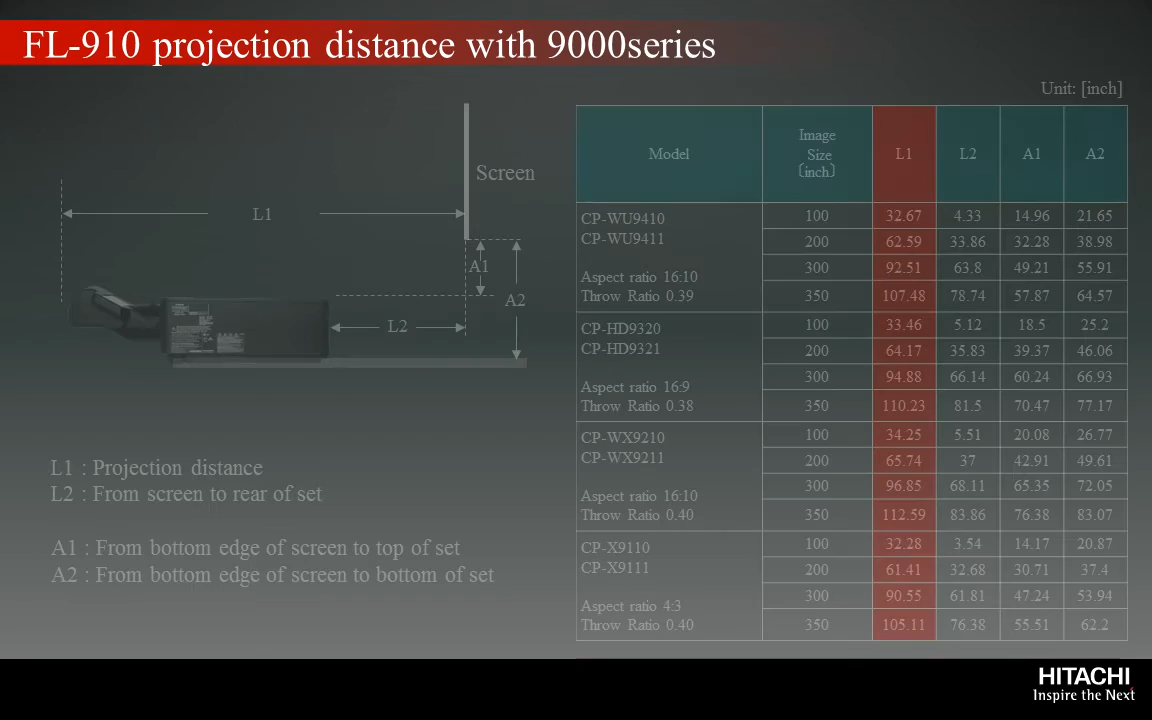 FL-910 projection distance with 9000series
Unit: [inch]
Screen
L1
A1
A2
L2
L1 : Projection distance
L2 : From screen to rear of set
A1 : From bottom edge of screen to top of set
A2 : From bottom edge of screen to bottom of set
Model Image Size 〔inch〕 L1 L2 A1 A2
CP-WU9410
CP-WU9411
Aspect ratio 16:10
Throw Ratio 0.39
100 32.67 4.33 14.96 21.65
200 62.59 33.86 32.28 38.98
300 92.51 63.8 49.21 55.91
350 107.48 78.74 57.87 64.57
CP-HD9320
CP-HD9321
Aspect ratio 16:9
Throw Ratio 0.38
100 33.46 5.12 18.5 25.2
200 64.17 35.83 39.37 46.06
300 94.88 66.14 60.24 66.93
350 110.23 81.5 70.47 77.17
CP-WX9210
CP-WX9211
Aspect ratio 16:10
Throw Ratio 0.40
100 34.25 5.51 20.08 26.77
200 65.74 37 42.91 49.61
300 96.85 68.11 65.35 72.05
350 112.59 83.86 76.38 83.07
CP-X9110
CP-X9111
Aspect ratio 4:3
Throw Ratio 0.40
100 32.28 3.54 14.17 20.87
200 61.41 32.68 30.71 37.4
300 90.55 61.81 47.24 53.94
350 105.11 76.38 55.51 62.2
HITACHI
Inspire the Next